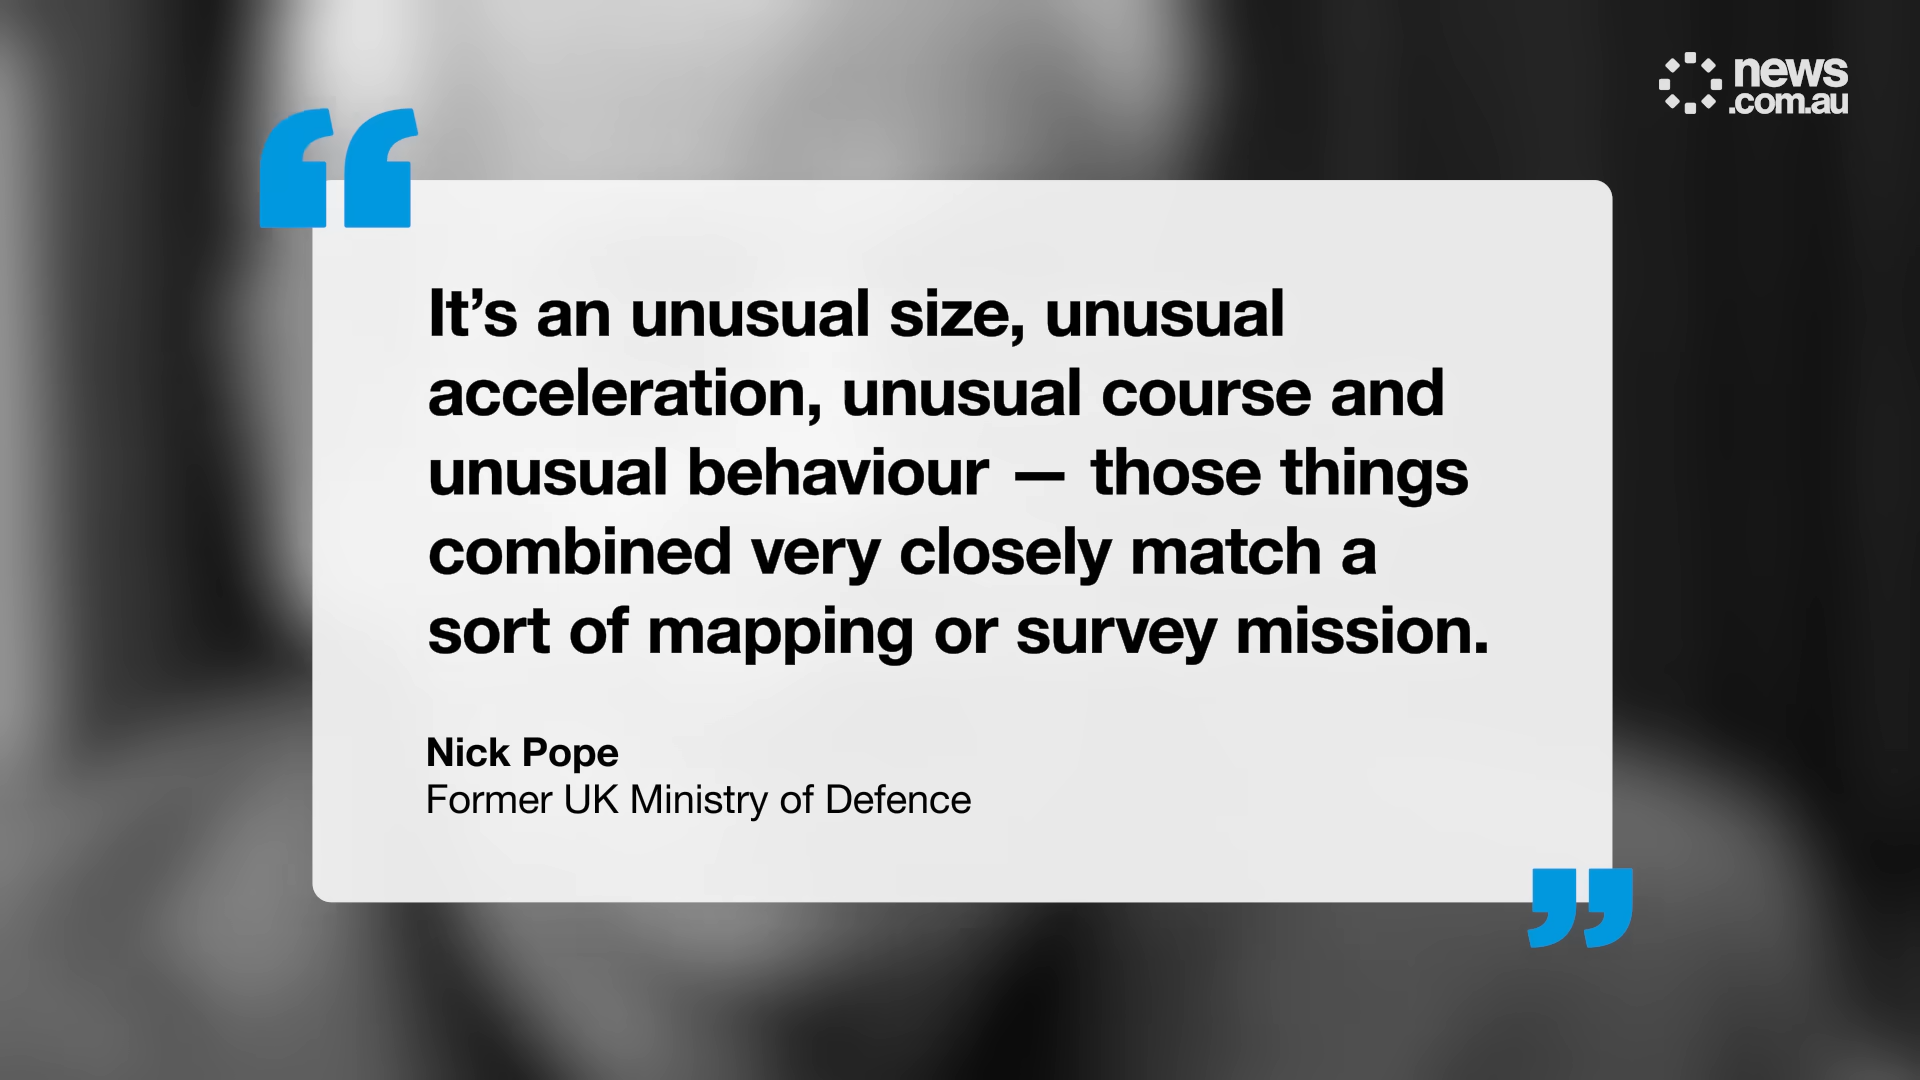 news
.com.au
“
It’s an unusual size, unusual
acceleration, unusual course and
unusual behaviour — those things
combined very closely match a
sort of mapping or survey mission.
Nick Pope
Former UK Ministry of Defence
”